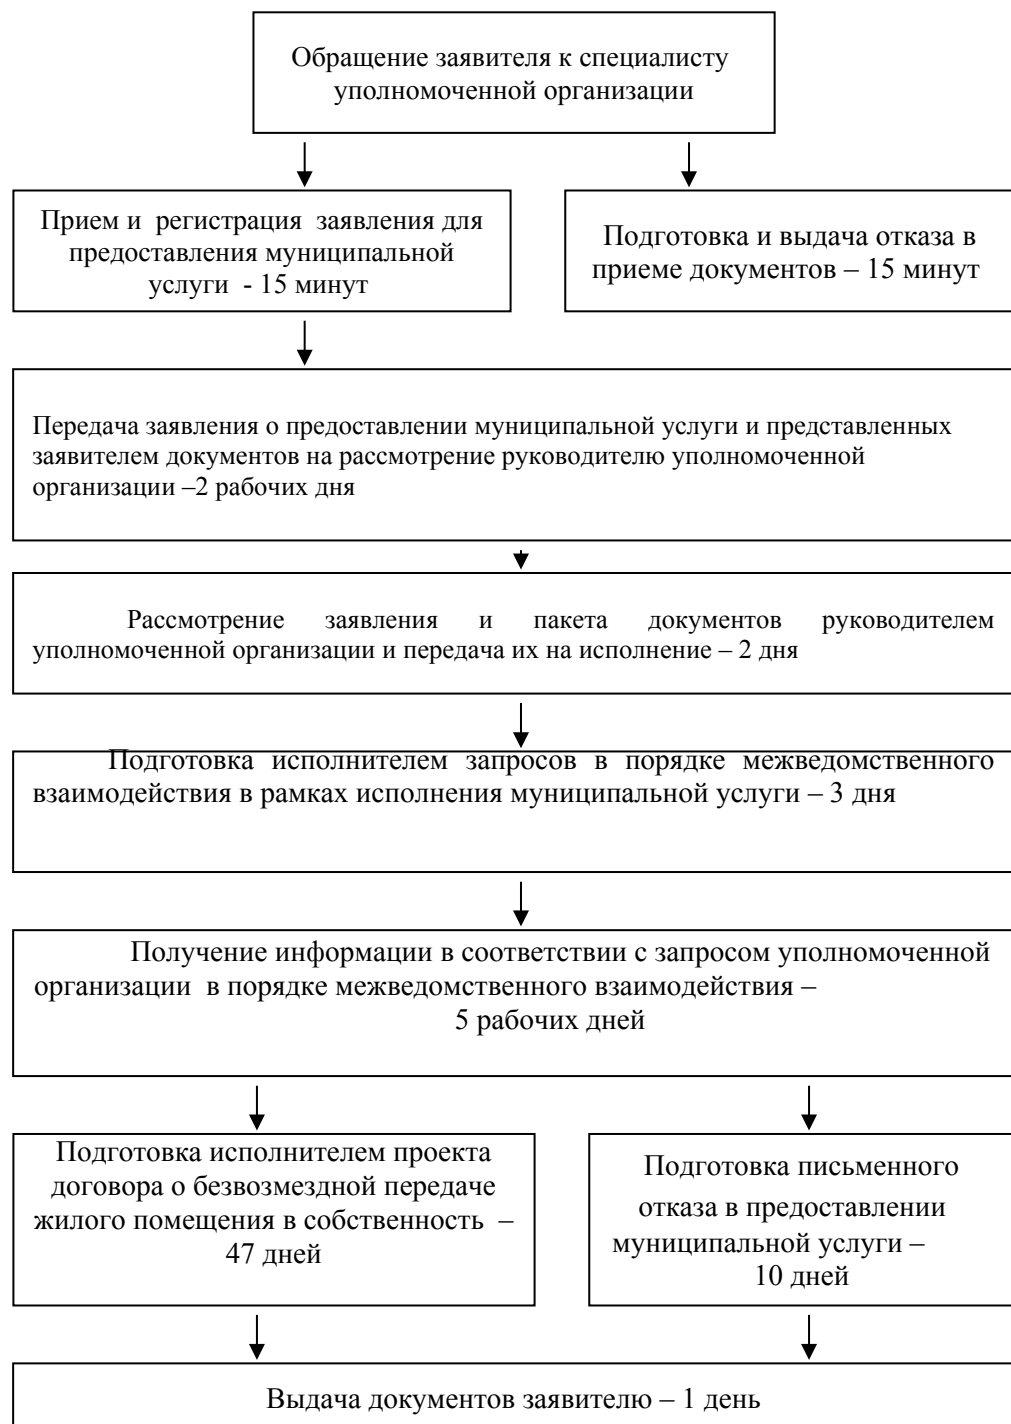 Обращение заявителя к специалисту
уполномоченной организации
Прием и регистрация заявления для
предоставления муниципальной
услуги - 15 минут
Подготовка и выдача отказа в
приеме документов – 15 минут
Передача заявления о предоставлении муниципальной услуги и представленных
заявителем документов на рассмотрение руководителю уполномоченной
организации –2 рабочих дня
Рассмотрение заявления и пакета документов руководителем
уполномоченной организации и передача их на исполнение – 2 дня
Подготовка исполнителем запросов в порядке межведомственного
взаимодействия в рамках исполнения муниципальной услуги – 3 дня
Получение информации в соответствии с запросом уполномоченной
организации в порядке межведомственного взаимодействия –
5 рабочих дней
Подготовка исполнителем проекта
договора о безвозмездной передаче
жилого помещения в собственность –
47 дней
Подготовка письменного
отказа в предоставлении
муниципальной услуги –
10 дней
Выдача документов заявителю – 1 день